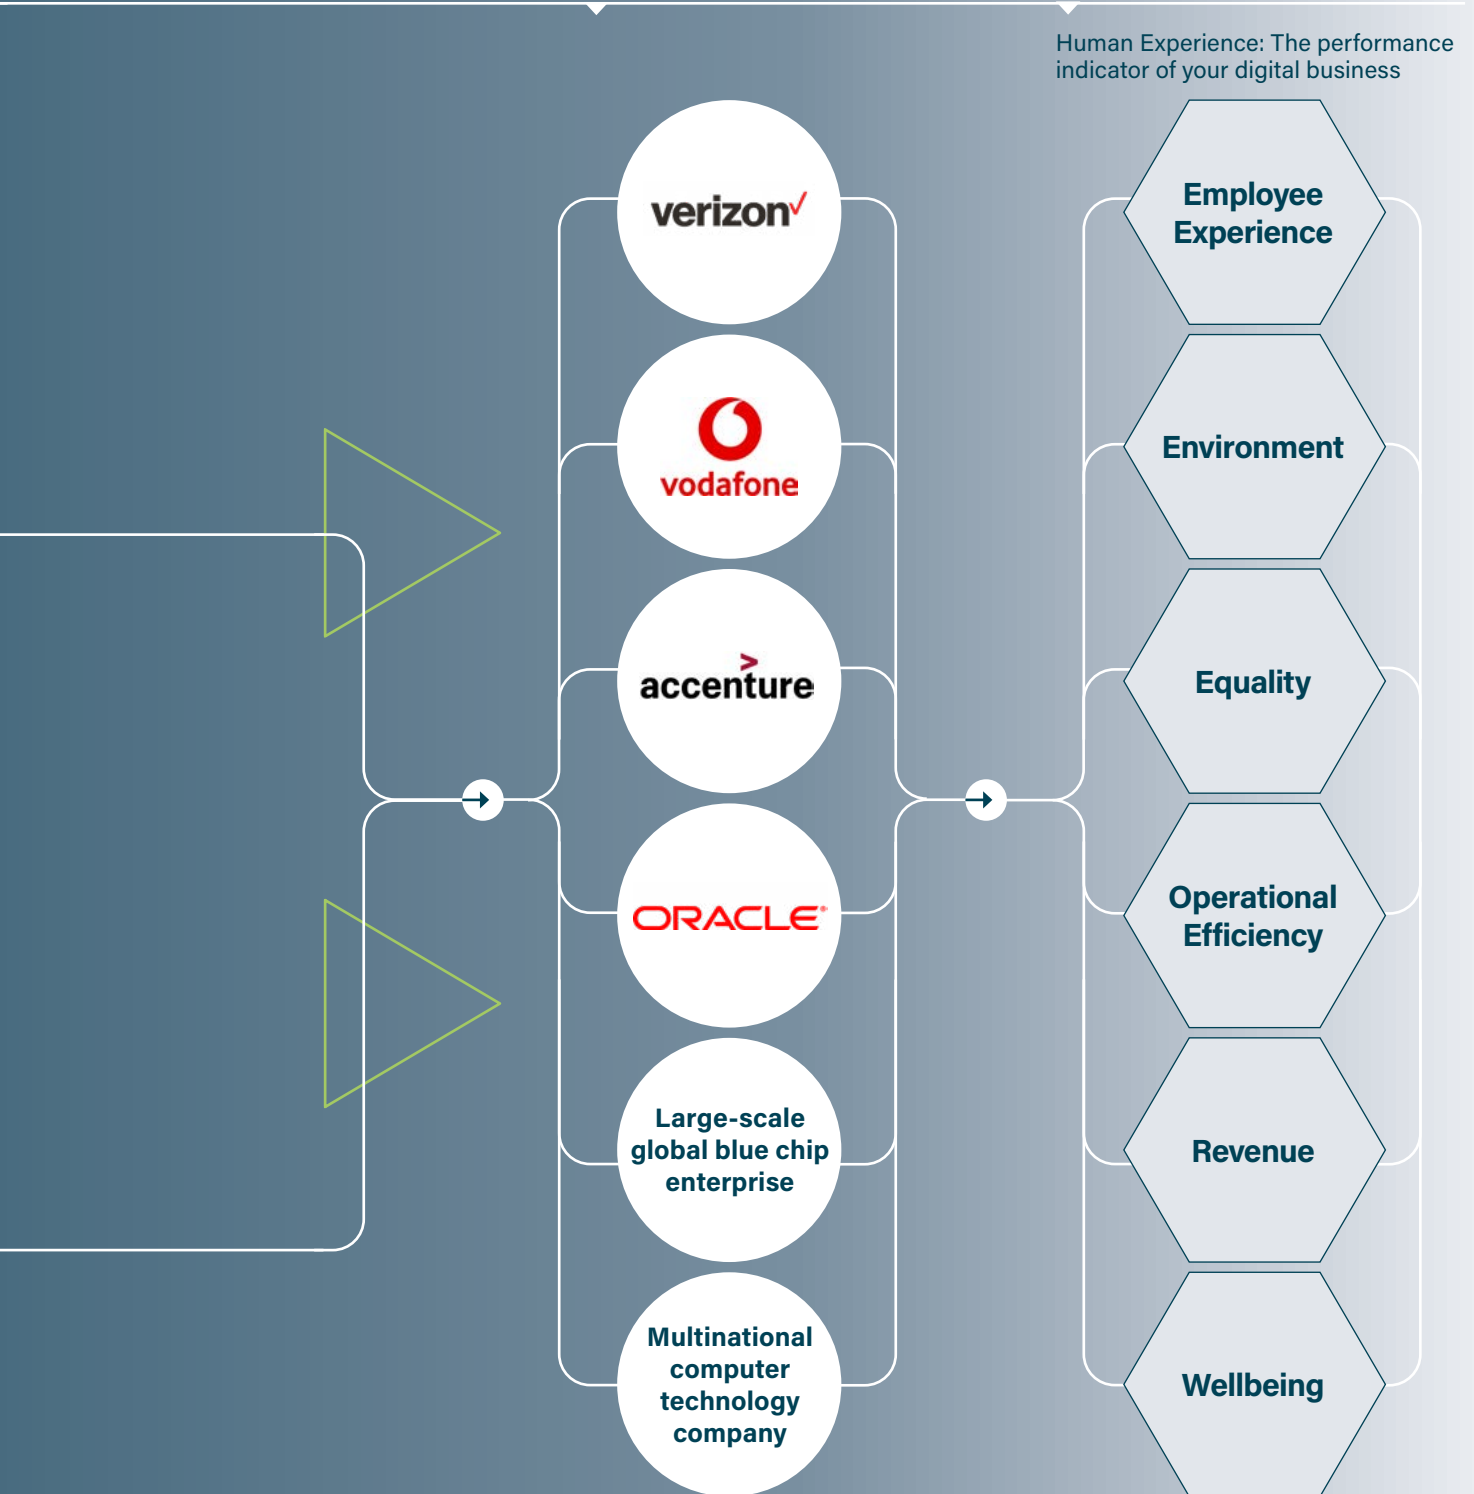 Human Experience: The performance
indicator of your digital business
verizon
vodafone
accenture
ORACLE®
Large-scale
global blue chip
enterprise
Multinational
computer
technology
company
Employee
Experience
Environment
Equality
Operational
Efficiency
Revenue
Wellbeing